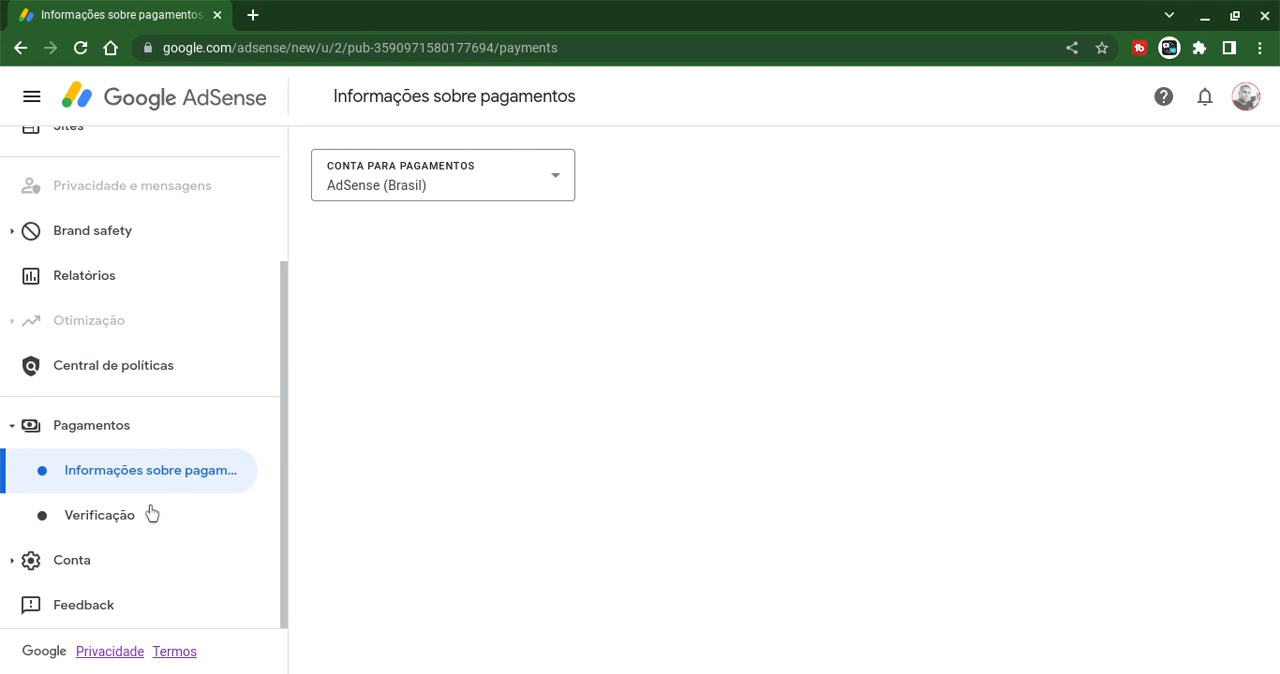 Informações sobre pagamentos
google.com/adsense/new/u/2/pub-3590971580177694/payments
Google AdSense
Informações sobre pagamentos
Sites
Privacidade e mensagens
Brand safety
Relatórios
Otimização
Central de políticas
Pagamentos
Informações sobre pagam...
Verificação
Conta
Feedback
Google Privacidade Termos
CONTA PARA PAGAMENTOS
AdSense (Brasil)